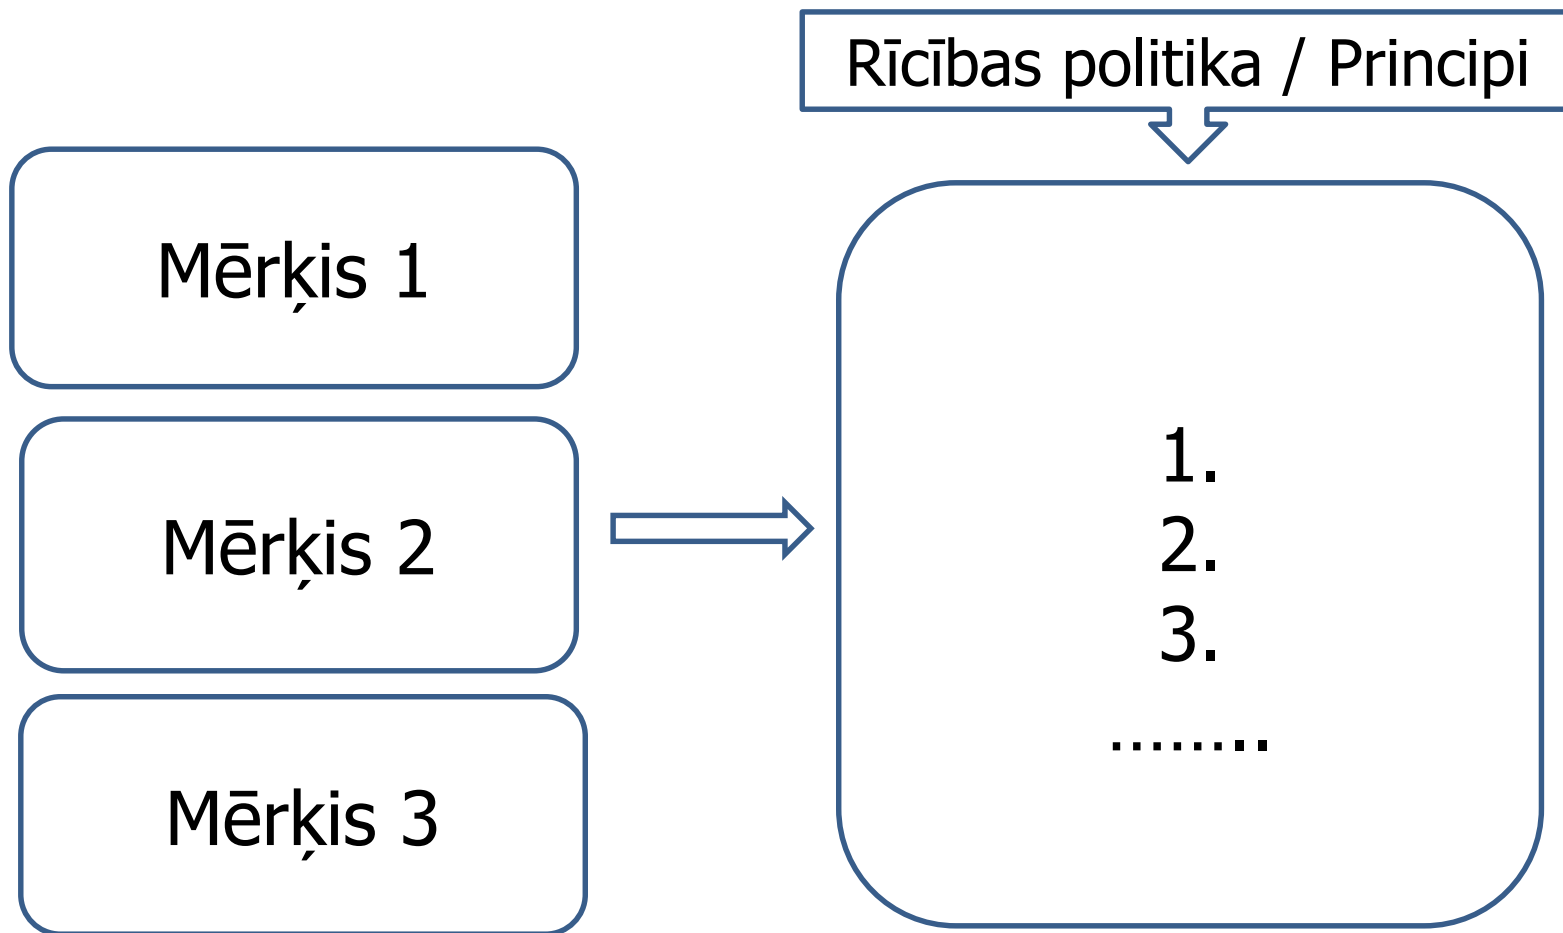 Rīcības politika / Principi
Mērķis 1
Mērķis 2
Mērķis 3
1.
2.
3.
……..